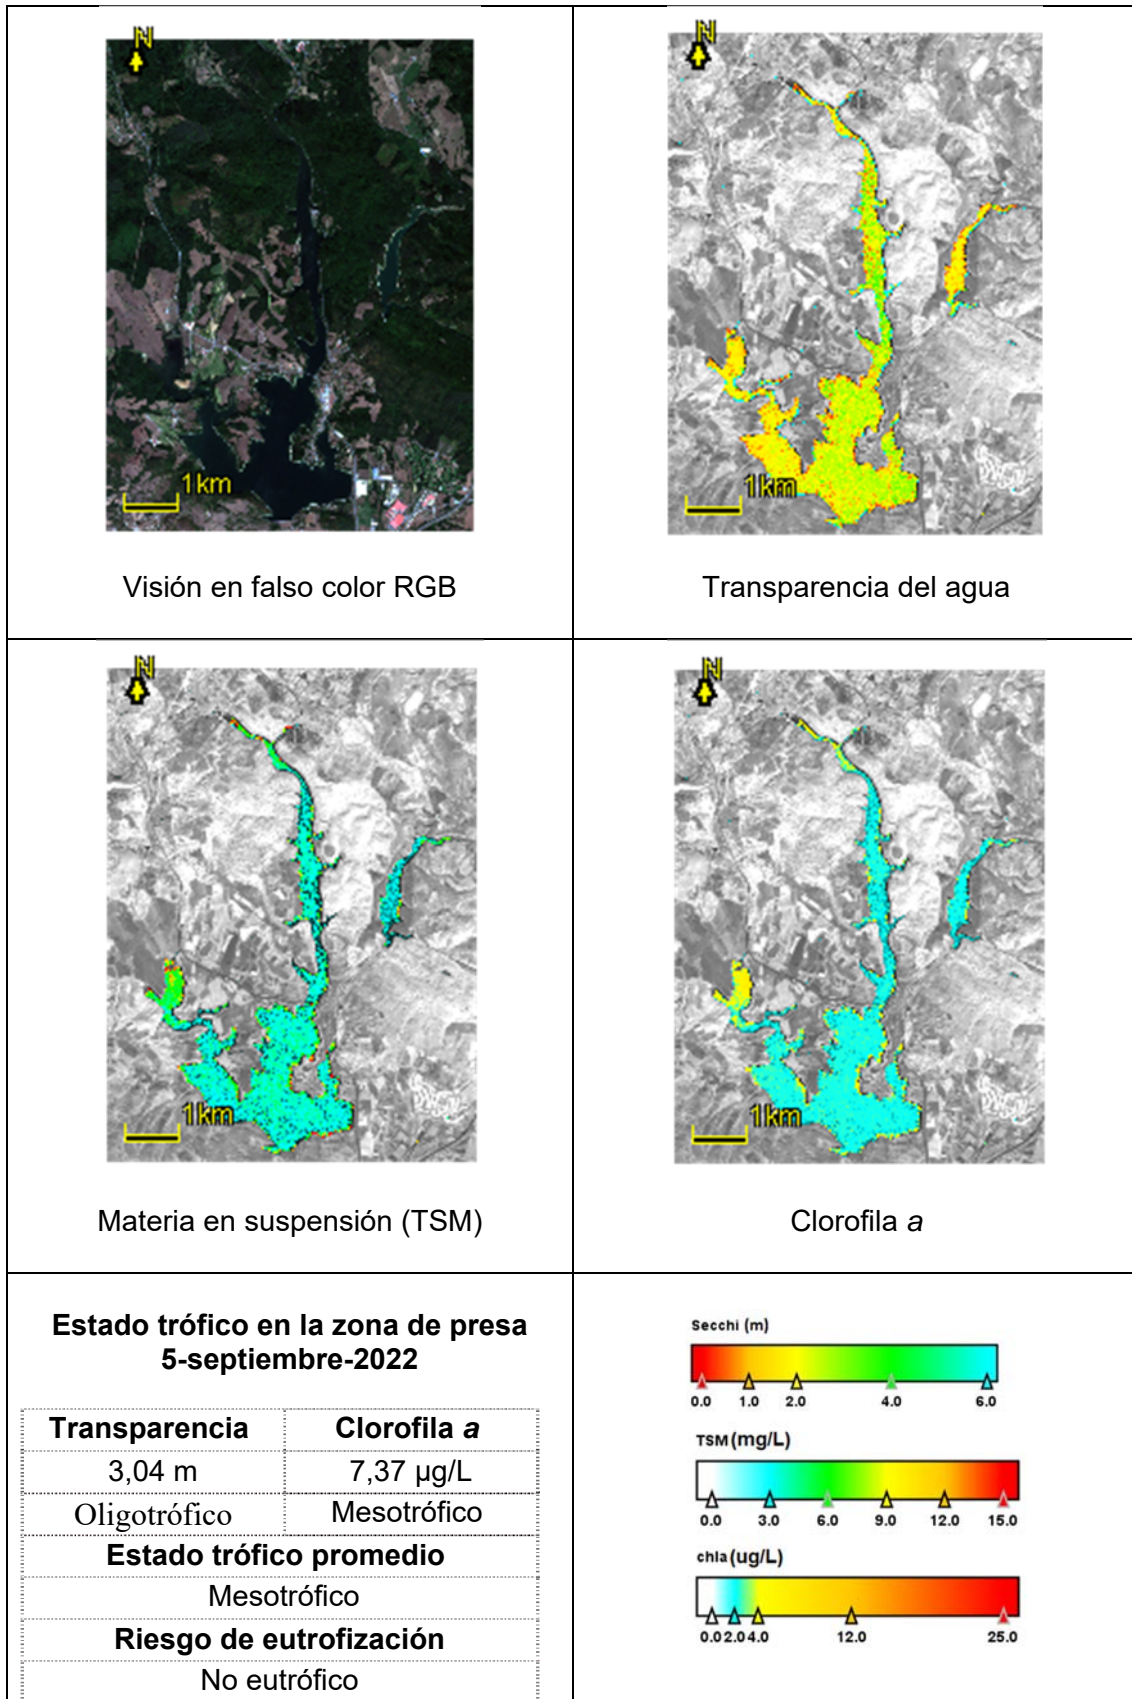 N
1km
Visión en falso color RGB
N
1km
Transparencia del agua
N
1km
Materia en suspensión (TSM)
N
1km
Clorofila a
Estado trófico en la zona de presa
5-septiembre-2022
Transparencia Clorofila a
3,04 m 7,37 µg/L
Oligotrófico Mesotrófico
Estado trófico promedio
Mesotrófico
Riesgo de eutrofización
No eutrófico
Secchi (m)
0.0 1.0 2.0 4.0 6.0
TSM (mg/L)
0.0 3.0 6.0 9.0 12.0 15.0
chla (ug/L)
0.0 2.0 4.0 12.0 25.0